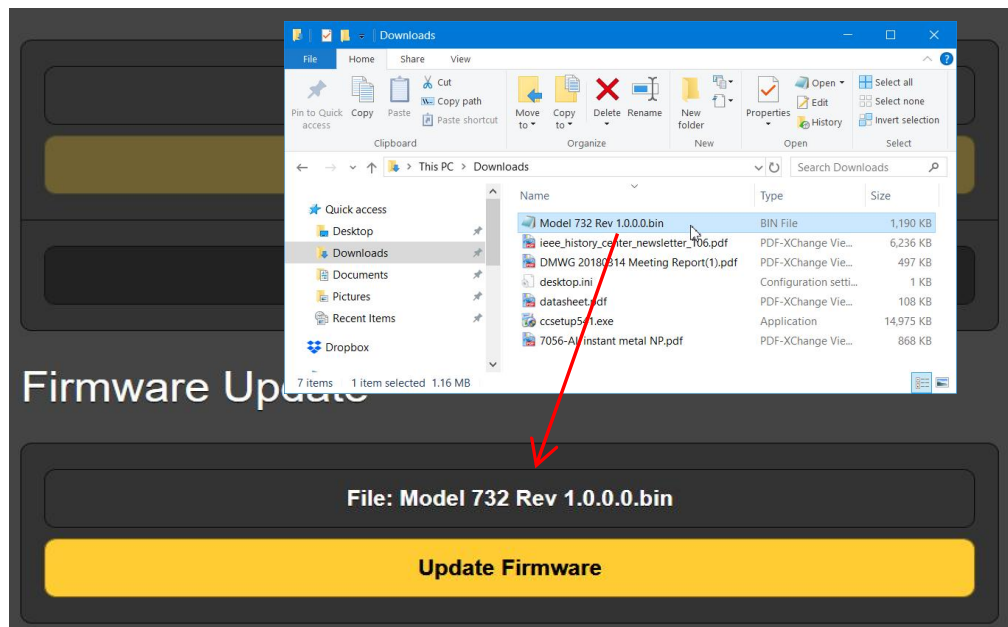 Downloads
File Home Share View
Pin to Quick access
Copy
Paste
Cut
Copy path
Paste shortcut
Move to
Copy to
Delete
Rename
New folder
Properties
Open
Edit
History
Select all
Select none
Invert selection
Clipboard Organize New Open Select
This PC > Downloads
Search Downloads
Name Type Size
Quick access
Desktop
Downloads
Documents
Pictures
Recent Items
Dropbox
Model 732 Rev 1.0.0.0.bin BIN File 1,190 KB
ieee_history_center_newsletter_106.pdf PDF-XChange Vie... 6,236 KB
DMWG 20180314 Meeting Report(1).pdf PDF-XChange Vie... 497 KB
desktop.ini Configuration setti... 1 KB
datasheet.pdf PDF-XChange Vie... 108 KB
ccsetup541.exe Application 14,975 KB
PDF-XChange Vie... 868 KB
7 items 1 item selected 1.16 MB
Firmware Update
File: Model 732 Rev 1.0.0.0.bin
Update Firmware